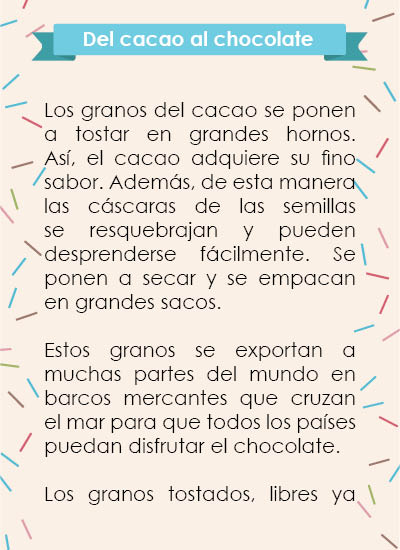 Del cacao al chocolate
Los granos del cacao se ponen
a tostar en grandes hornos.
Así, el cacao adquiere su fino
sabor. Además, de esta manera
las cáscaras de las semillas
se resquebrajan y pueden
desprenderse fácilmente. Se
ponen a secar y se empacan
en grandes sacos.
Estos granos se exportan a
muchas partes del mundo en
barcos mercantes que cruzan
el mar para que todos los países
puedan disfrutar el chocolate.
Los granos tostados, libres ya